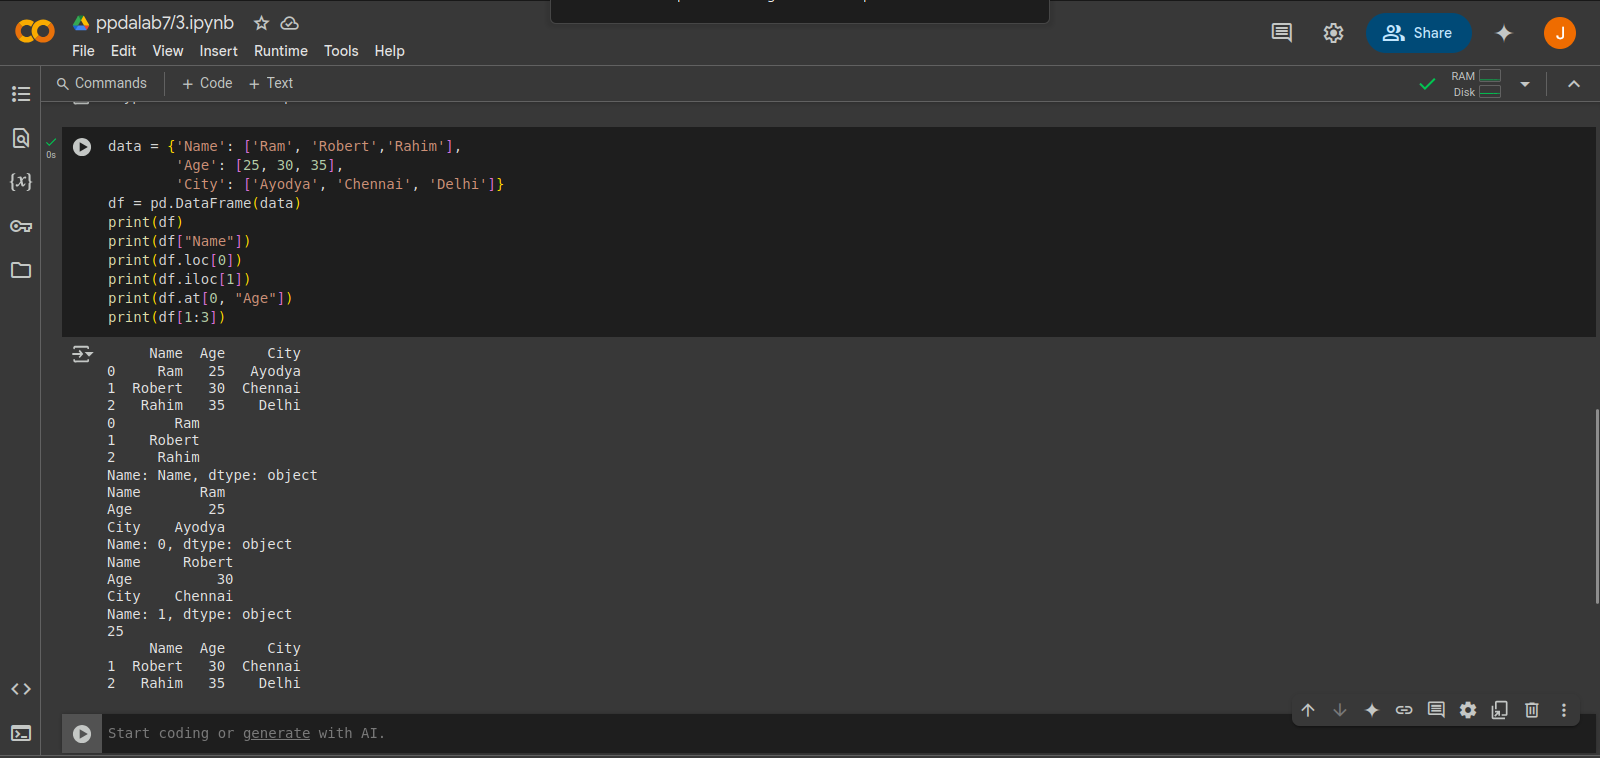 ppdalab7/3.ipynb
File Edit View Insert Runtime Tools Help
Share
J
Commands + Code + Text
RAM
Disk
0s
data = {'Name': ['Ram', 'Robert','Rahim'],
'Age': [25, 30, 35],
'City': ['Ayodya', 'Chennai', 'Delhi']}
df = pd.DataFrame(data)
print(df)
print(df["Name"])
print(df.loc[0])
print(df.iloc[1])
print(df.at[0, "Age"])
print(df[1:3])
Name Age City
0 Ram 25 Ayodya
1 Robert 30 Chennai
2 Rahim 35 Delhi
0 Ram
1 Robert
2 Rahim
Name: Name, dtype: object
Name Ram
Age 25
City Ayodya
Name: 0, dtype: object
Name Robert
Age 30
City Chennai
Name: 1, dtype: object
25
Name Age City
1 Robert 30 Chennai
2 Rahim 35 Delhi
Start coding or generate with AI.